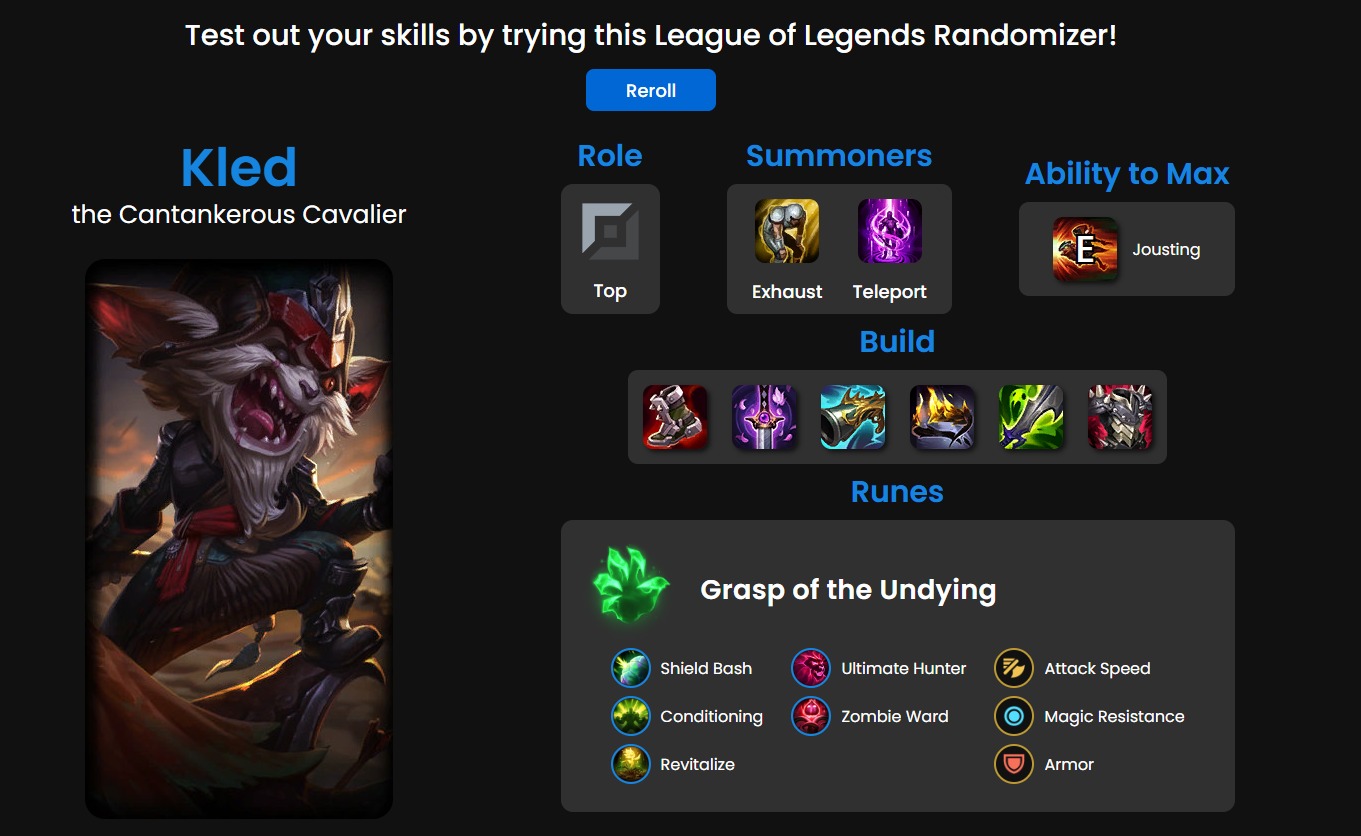 Test out your skills by trying this League of Legends Randomizer!
Reroll
Kled
the Cantankerous Cavalier
Role
Top
Summoners
Exhaust
Teleport
Ability to Max
E
Jousting
Build
Runes
Grasp of the Undying
Shield Bash
Ultimate Hunter
Attack Speed
Conditioning
Zombie Ward
Magic Resistance
Revitalize
Armor